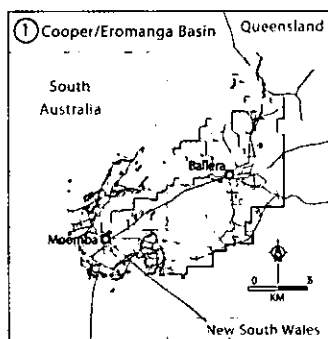 1 Cooper/Eromanga Basin
Queensland
South
Australia
Ballera
Moomba
0
KM
New South Wales